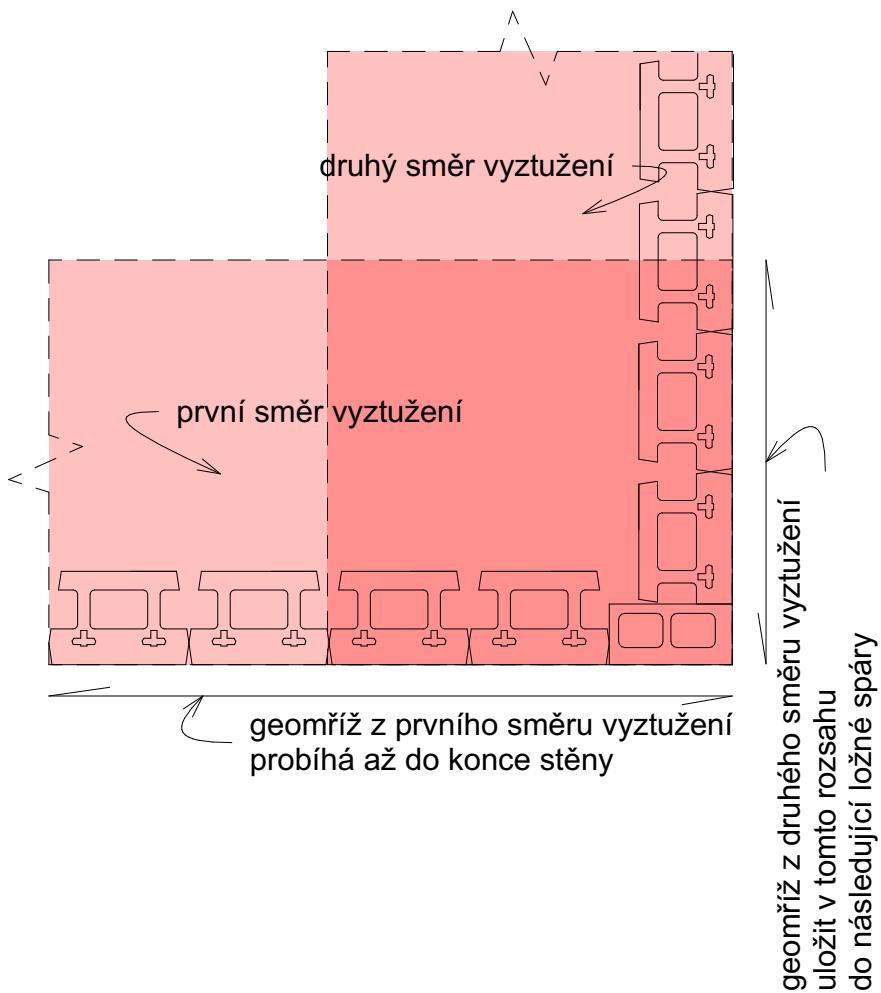 druhý směr vyztužení
první směr vyztužení
geomříž z prvního směru vyztužení
probíhá až do konce stěny
geomříž z druhého směru vyztužení
uložit v tomto rozsahu
do následující ložné spáry